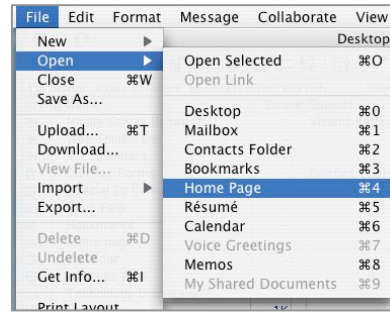 File Edit Format Message Collaborate View
Desktop
New
Open
Close ⌘W
Save As...
Upload... ⌘T
Download...
View File...
Import
Export...
Delete ⌘D
Undelete
Get Info... ⌘I
Print Layout
Open Selected ⌘O
Open Link
Desktop ⌘0
Mailbox ⌘1
Contacts Folder ⌘2
Bookmarks ⌘3
Home Page ⌘4
Résumé ⌘5
Calendar ⌘6
Voice Greetings ⌘7
Memos ⌘8
My Shared Documents ⌘9
1K